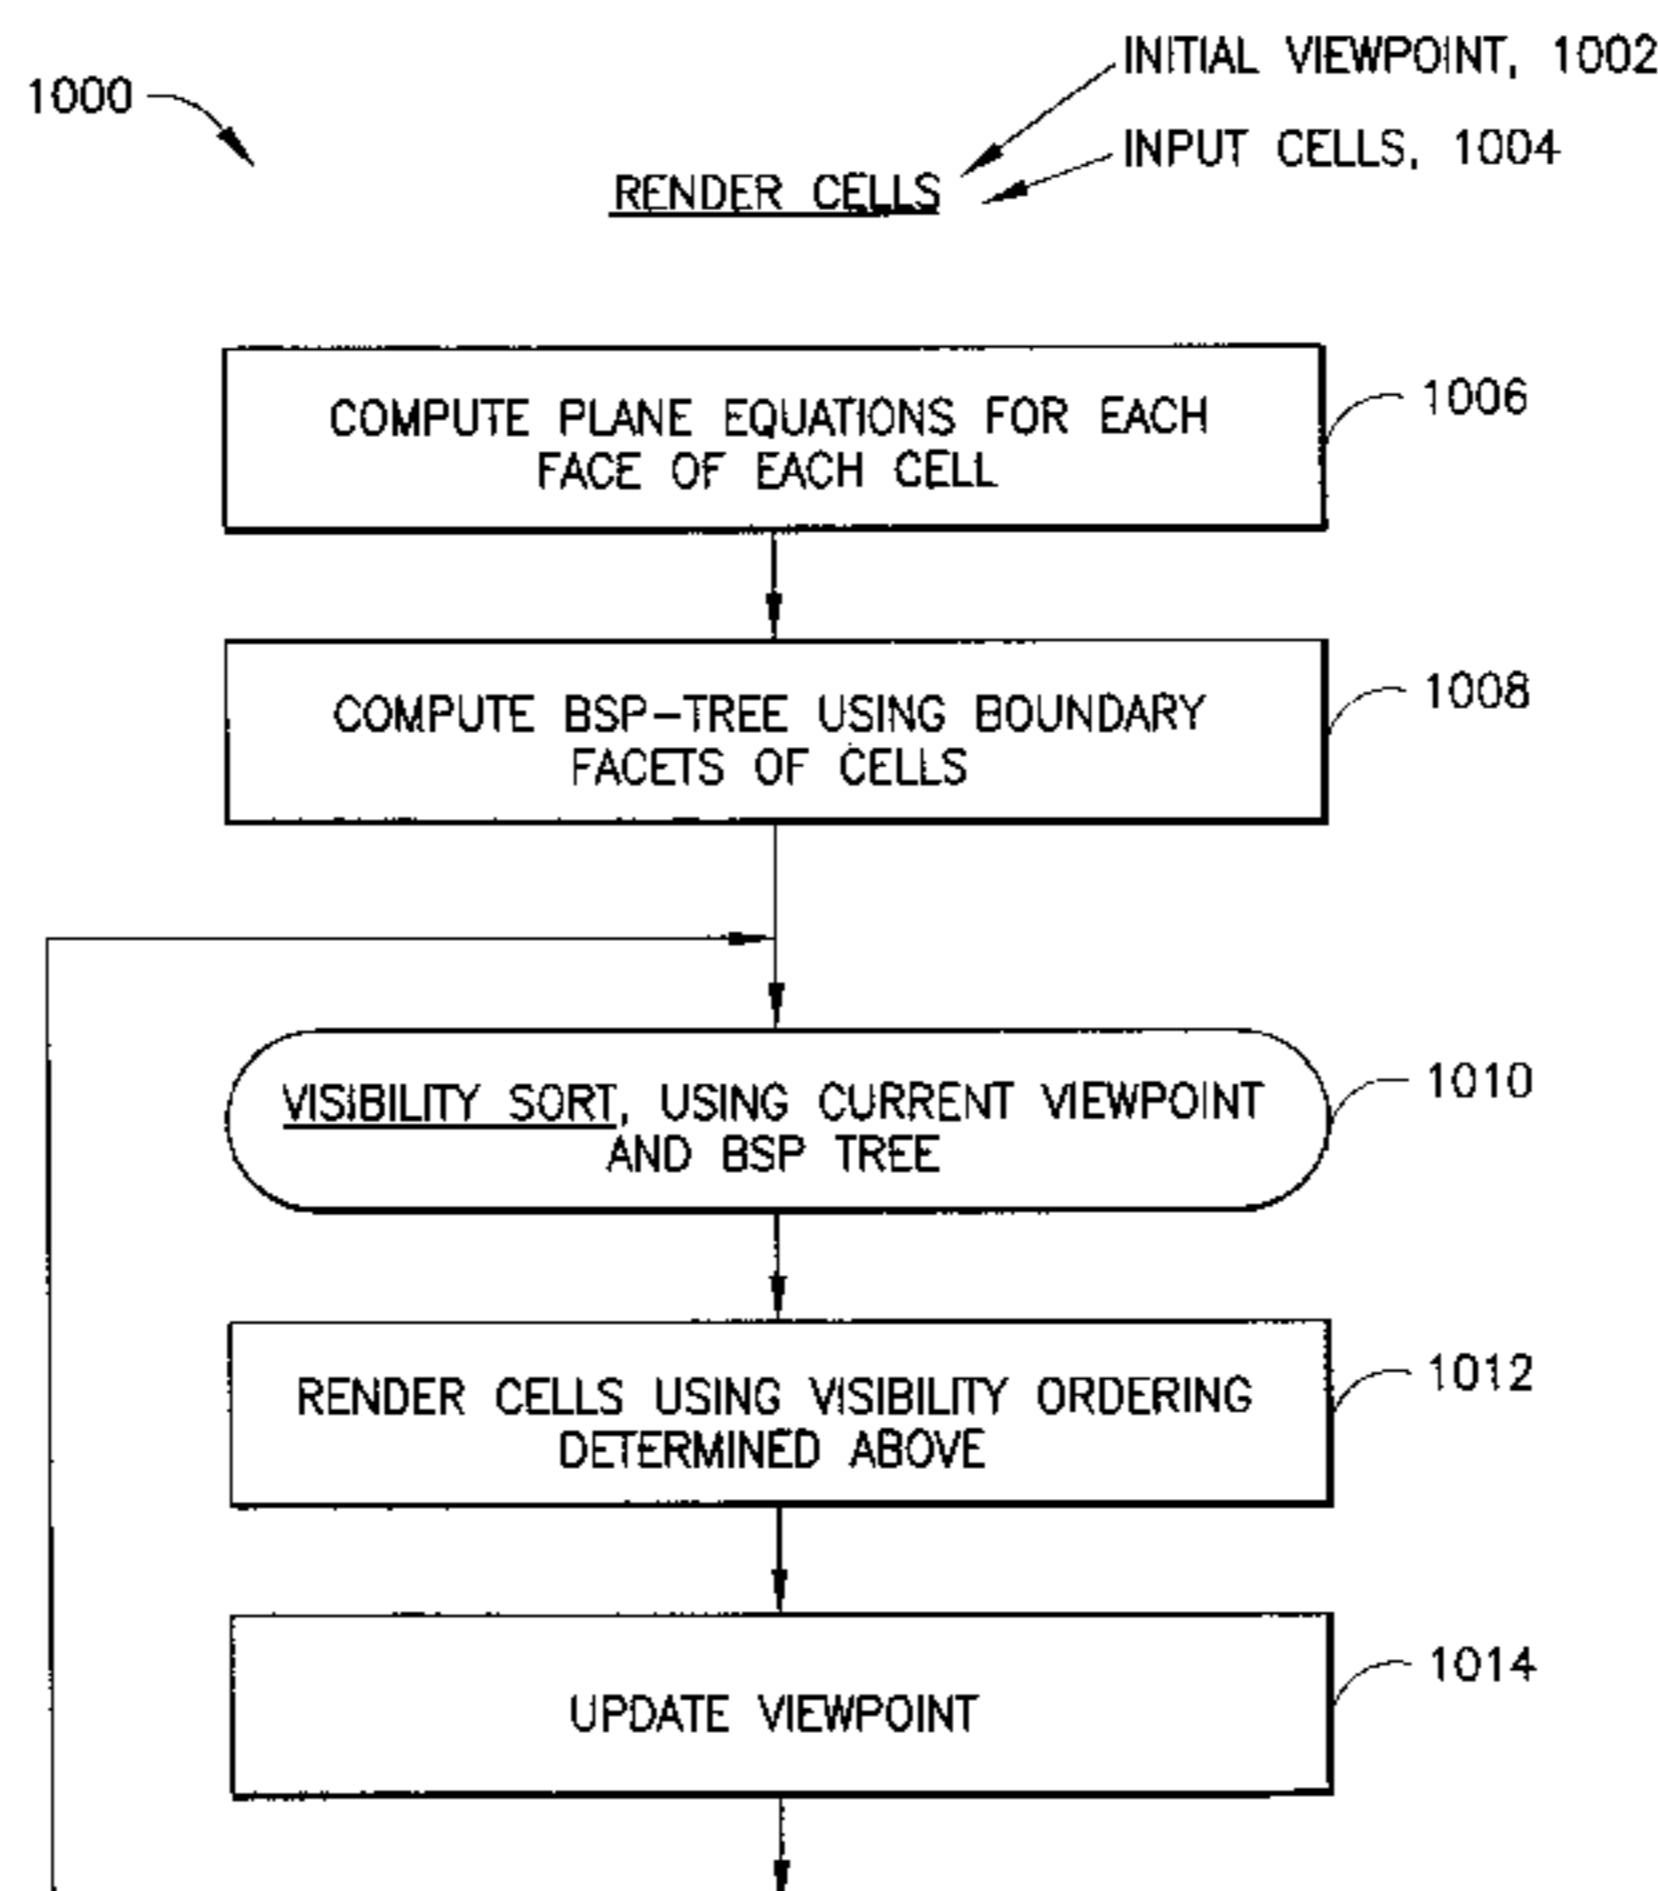 INITIAL VIEWPOINT, 1002
1000
INPUT CELLS, 1004
RENDER CELLS
COMPUTE PLANE EQUATIONS FOR EACH
FACE OF EACH CELL
1006
COMPUTE BSP-TREE USING BOUNDARY
FACETS OF CELLS
1008
VISIBILITY SORT, USING CURRENT VIEWPOINT
AND BSP TREE
1010
RENDER CELLS USING VISIBILITY ORDERING
DETERMINED ABOVE
1012
UPDATE VIEWPOINT
1014